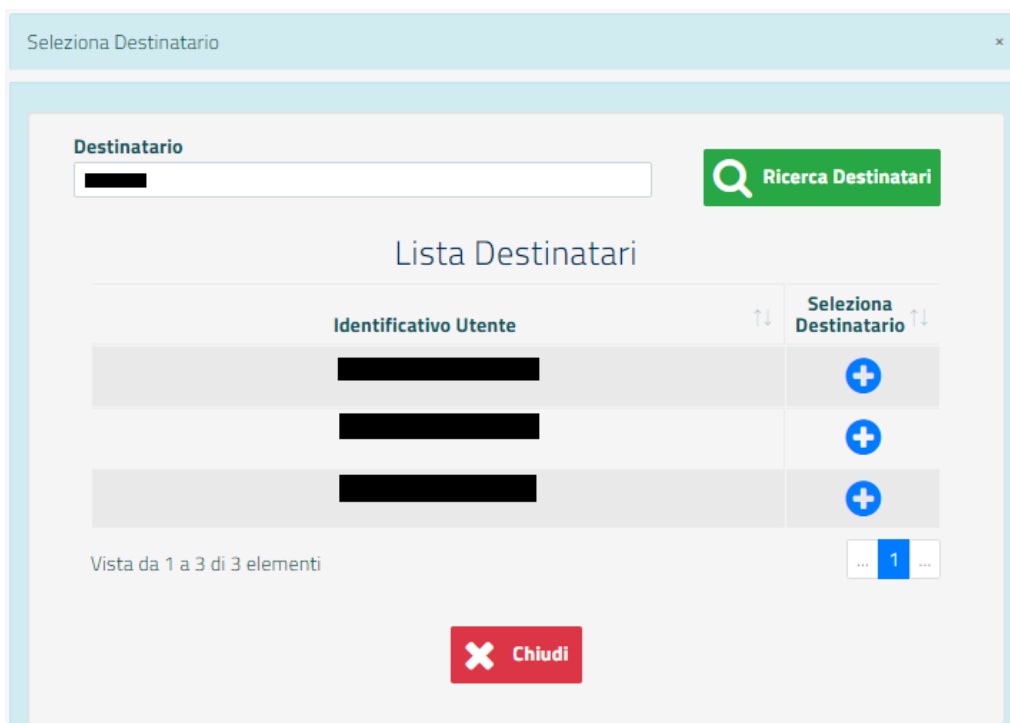 Seleziona Destinatario ×
Destinatario
Ricerca Destinatari
Lista Destinatari
Identificativo Utente
Seleziona
Destinatario
Vista da 1 a 3 di 3 elementi
... 1 ...
Chiudi